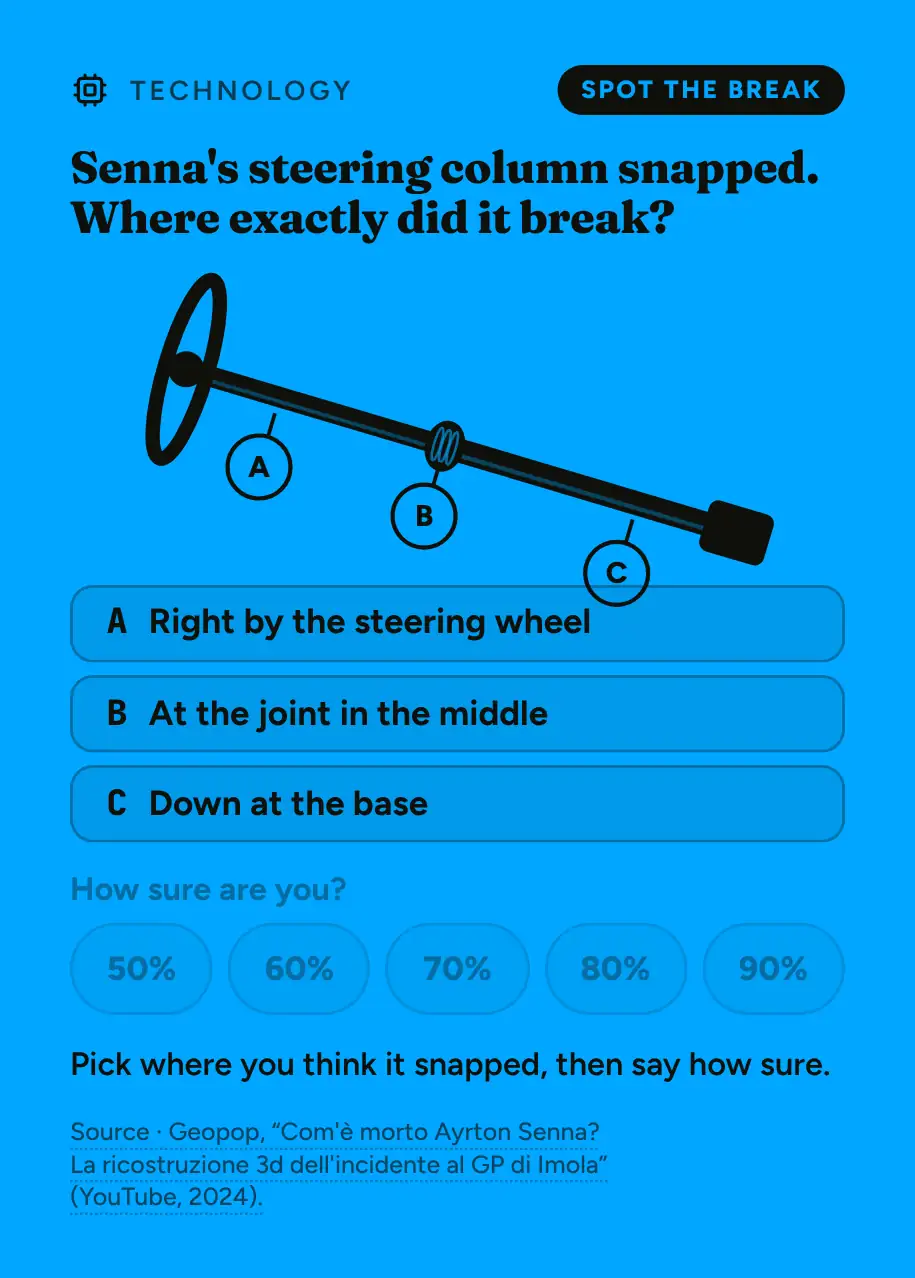 TECHNOLOGY
SPOT THE BREAK
Senna's steering column snapped.
Where exactly did it break?
A
B
C
A Right by the steering wheel
B At the joint in the middle
C Down at the base
How sure are you?
50% 60% 70% 80% 90%
Pick where you think it snapped, then say how sure.
Source · Geopop, “Com'è morto Ayrton Senna?
La ricostruzione 3d dell'incidente al GP di Imola”
(YouTube, 2024).